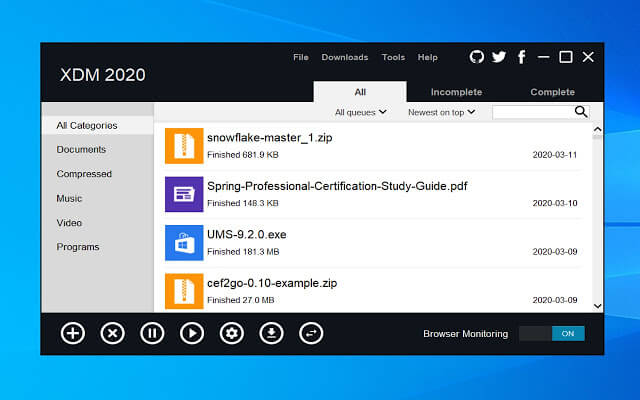 XDM 2020
File Downloads Tools Help
All Incomplete Complete
All queues Newest on top
All Categories
Documents
Compressed
Music
Video
Programs
snowflake-master_1.zip
Finished 681.9 KB 2020-03-11
Spring-Professional-Certification-Study-Guide.pdf
Finished 148.3 KB 2020-03-10
UMS-9.2.0.exe
Finished 181.3 MB 2020-03-09
cef2go-0.10-example.zip
Finished 27.0 MB 2020-03-09
Browser Monitoring ON